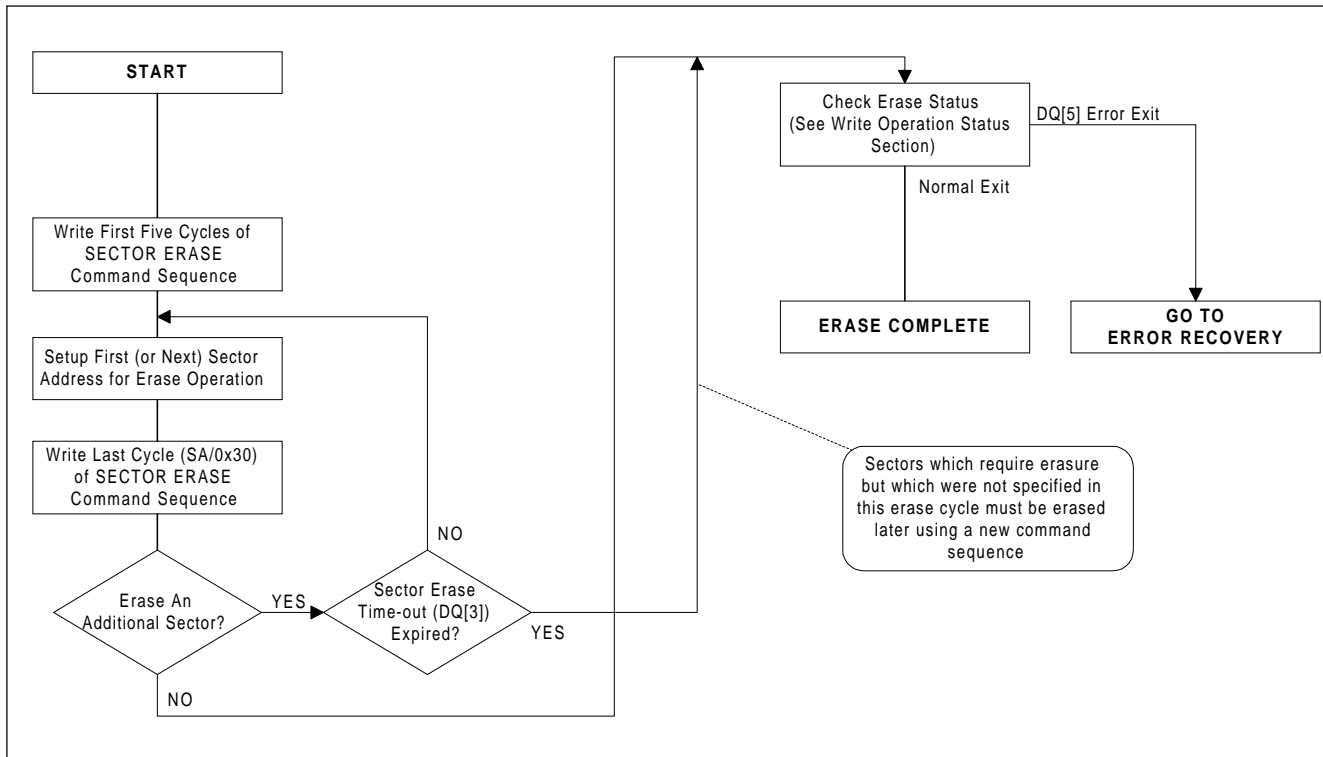 START
Write First Five Cycles of
SECTOR ERASE
Command Sequence
Setup First (or Next) Sector
Address for Erase Operation
Write Last Cycle (SA/0x30)
of SECTOR ERASE
Command Sequence
Erase An
Additional Sector?
YES
NO
Sector Erase
Time-out (DQ[3])
Expired?
NO
YES
Check Erase Status
(See Write Operation Status
Section)
DQ[5] Error Exit
Normal Exit
ERASE COMPLETE
GO TO
ERROR RECOVERY
Sectors which require erasure
but which were not specified in
this erase cycle must be erased
later using a new command
sequence